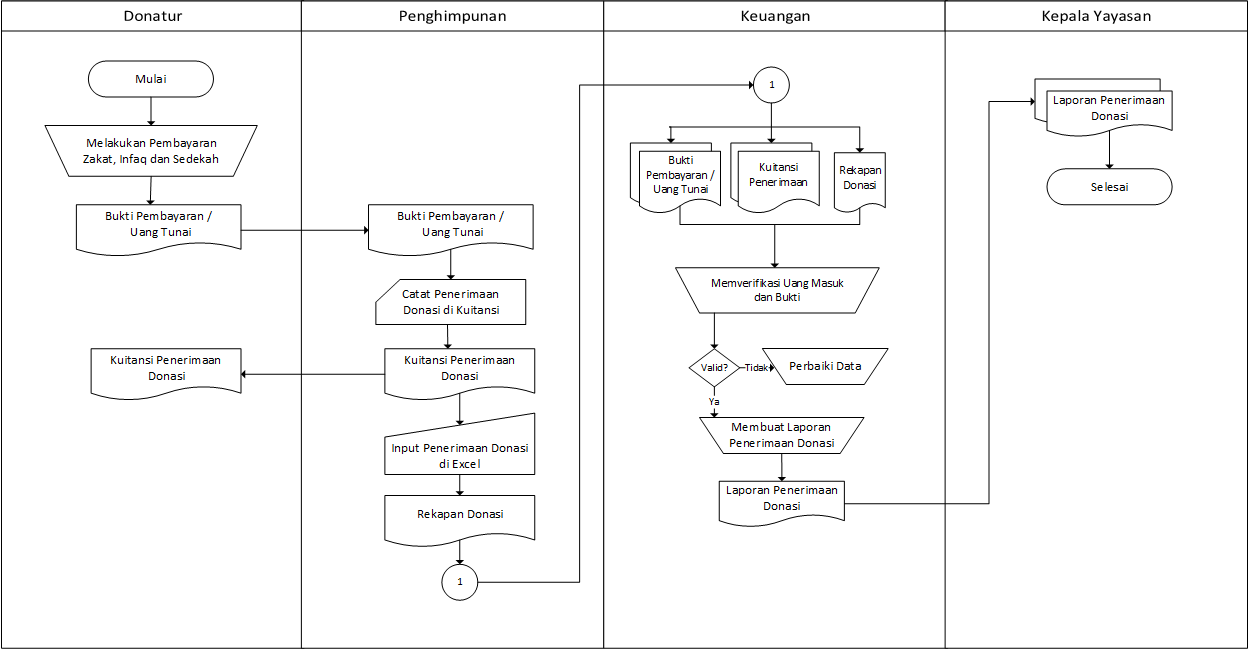 Donatur
Penghimpunan
Keuangan
Kepala Yayasan
Mulai
Melakukan Pembayaran
Zakat, Infaq dan Sedekah
Bukti Pembayaran /
Uang Tunai
Kuitansi Penerimaan
Donasi
Bukti Pembayaran /
Uang Tunai
Catat Penerimaan
Donasi di Kuitansi
Kuitansi Penerimaan
Donasi
Input Penerimaan Donasi
di Excel
Rekapan Donasi
1
1
Bukti
Pembayaran /
Uang Tunai
Kuitansi
Penerimaan
Rekapan
Donasi
Memverifikasi Uang Masuk
dan Bukti
Valid?
Tidak
Perbaiki Data
Ya
Membuat Laporan
Penerimaan Donasi
Laporan Penerimaan
Donasi
Laporan Penerimaan
Donasi
Selesai